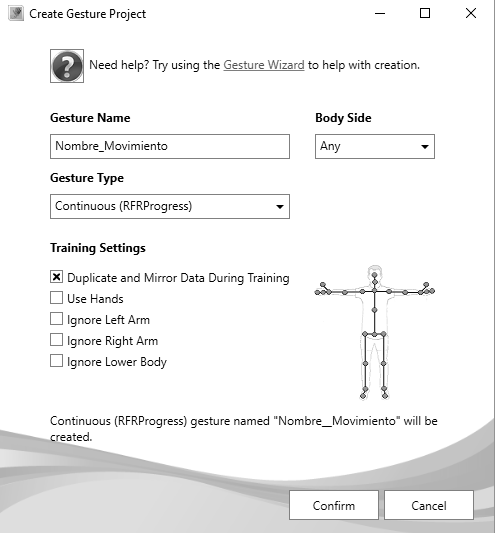 Create Gesture Project
Need help? Try using the Gesture Wizard to help with creation.
Gesture Name
Body Side
Nombre_Movimiento
Any
Gesture Type
Continuous (RFRProgress)
Training Settings
Duplicate and Mirror Data During Training
Use Hands
Ignore Left Arm
Ignore Right Arm
Ignore Lower Body
Continuous (RFRProgress) gesture named "Nombre__Movimiento" will be
created.
Confirm
Cancel